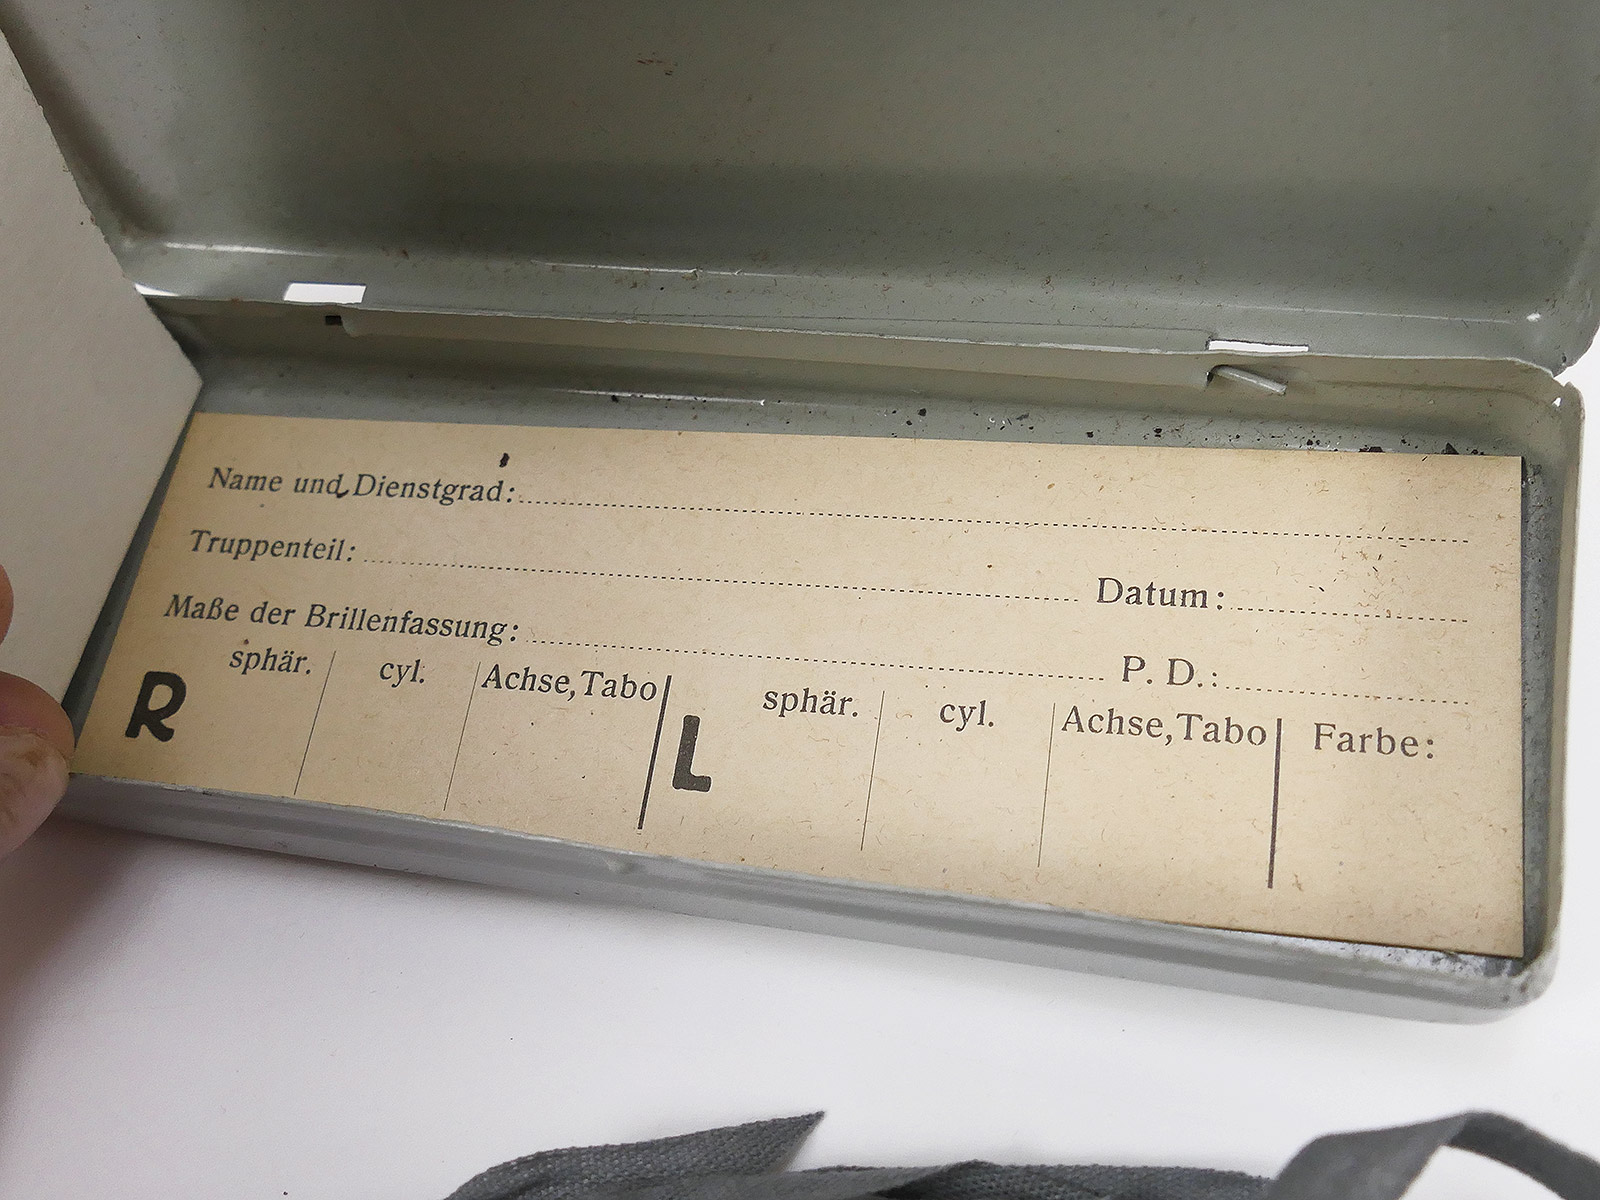 Name und Dienstgrad:
Truppenteil: Datum:
Maße der Brillenfassung: P. D.:
R sphär. cyl. Achse, Tabo L sphär. cyl. Achse, Tabo Farbe: